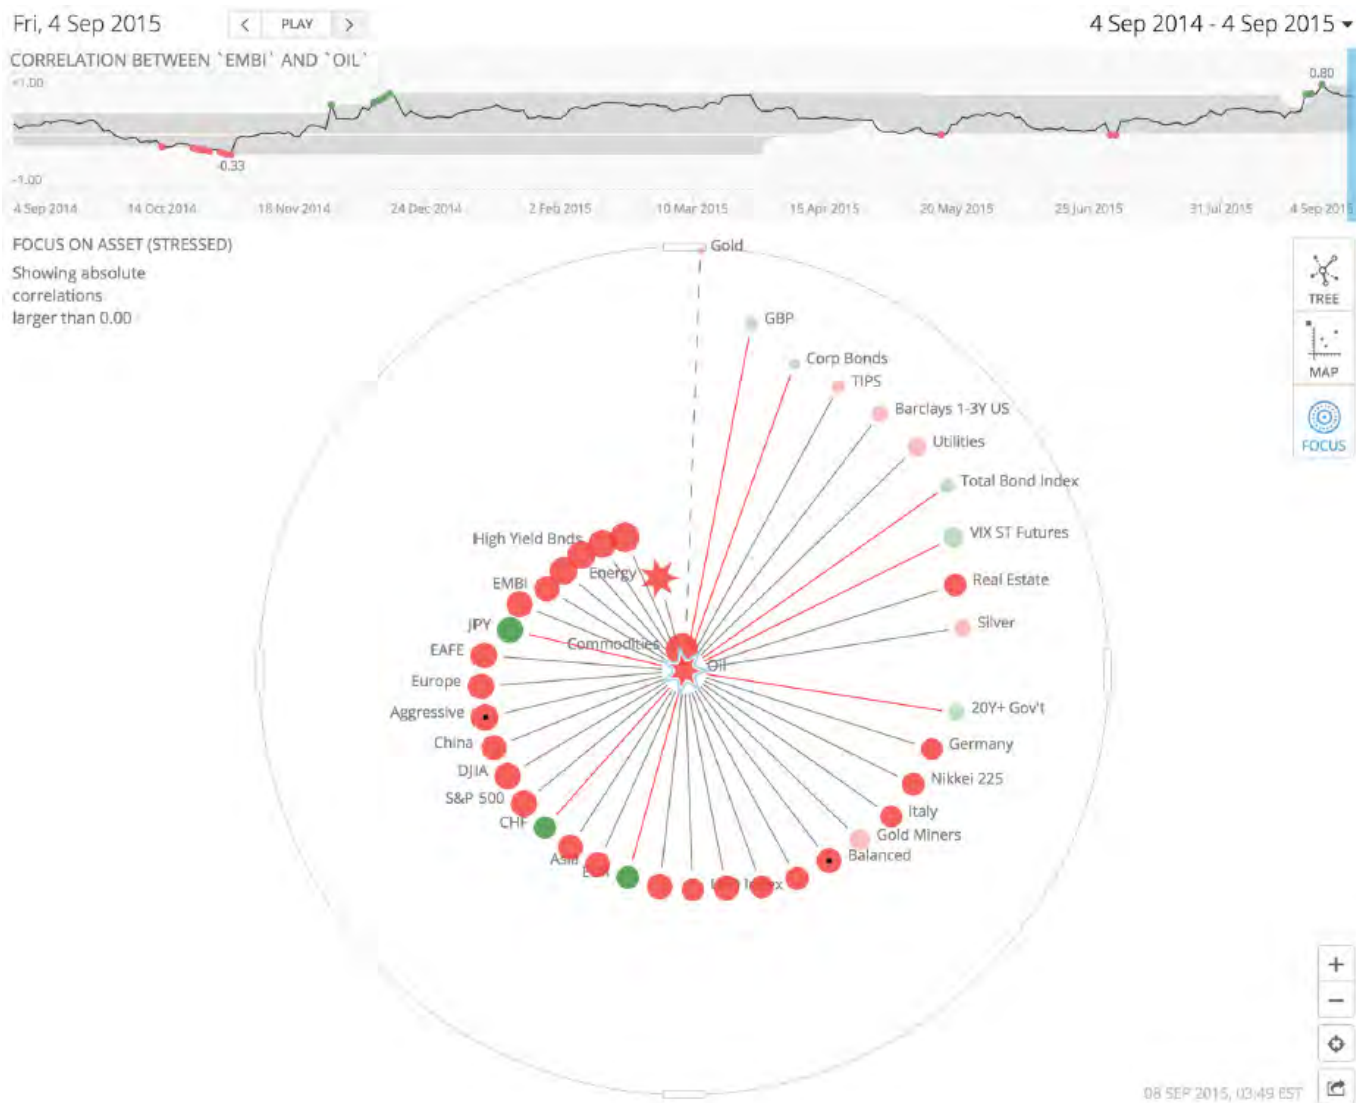 Fri, 4 Sep 2015
< PLAY >
4 Sep 2014 - 4 Sep 2015
CORRELATION BETWEEN `EMBI` AND `OIL`
+1.00
0.80
-0.33
-1.00
4 Sep 2014 14 Oct 2014 18 Nov 2014 24 Dec 2014 2 Feb 2015 10 Mar 2015 15 Apr 2015 20 May 2015 25 Jun 2015 31 Jul 2015 4 Sep 2015
FOCUS ON ASSET (STRESSED)
Showing absolute
correlations
larger than 0.00
Gold
TREE
GBP
Corp Bonds
MAP
TIPS
Barclays 1-3Y US
Utilities
FOCUS
Total Bond Index
VIX ST Futures
High Yield Bnds
Energy
Real Estate
EMBI
JPY
Silver
Commodities
EAFE
Oil
Europe
Aggressive
20Y+ Gov't
China
Germany
DJIA
Nikkei 225
S&P 500
Italy
CHF
Gold Miners
Asia
Balanced
+
−
08 SEP 2015, 03:49 EST